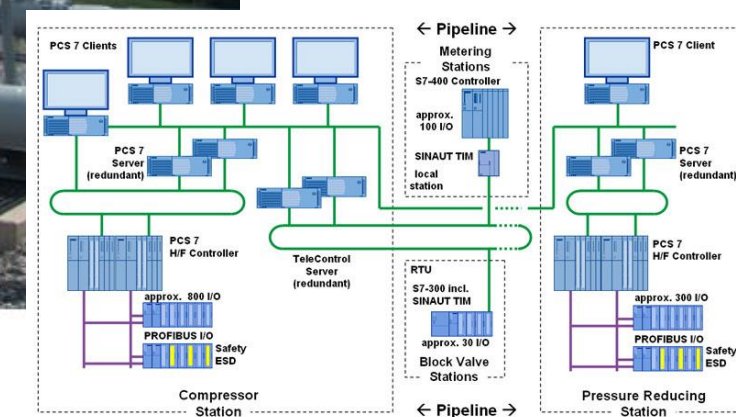 ← Pipeline →
PCS 7 Clients
Metering
Stations
S7-400 Controller
approx.
100 I/O
SINAUT TIM
local
station
PCS 7 Client
PCS 7
Server
(redundant)
PCS 7
Server
(redundant)
PCS 7
H/F Controller
TeleControl
Server
(redundant)
RTU
S7-300 incl.
SINAUT TIM
approx. 30 I/O
Block Valve
Stations
PCS 7
H/F Controller
approx. 800 I/O
PROFIBUS I/O
Safety
ESD
approx. 300 I/O
PROFIBUS I/O
Safety
ESD
Compressor
Station
← Pipeline →
Pressure Reducing
Station